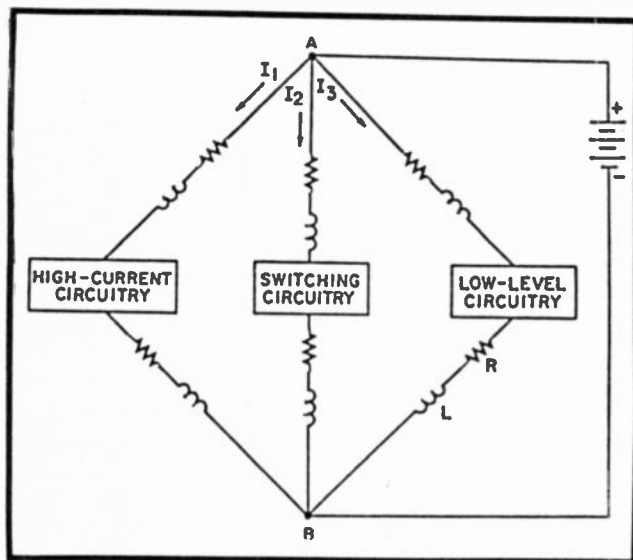 A
I1
I2
I3
+
-
HIGH-CURRENT
CIRCUITRY
SWITCHING
CIRCUITRY
LOW-LEVEL
CIRCUITRY
R
L
B